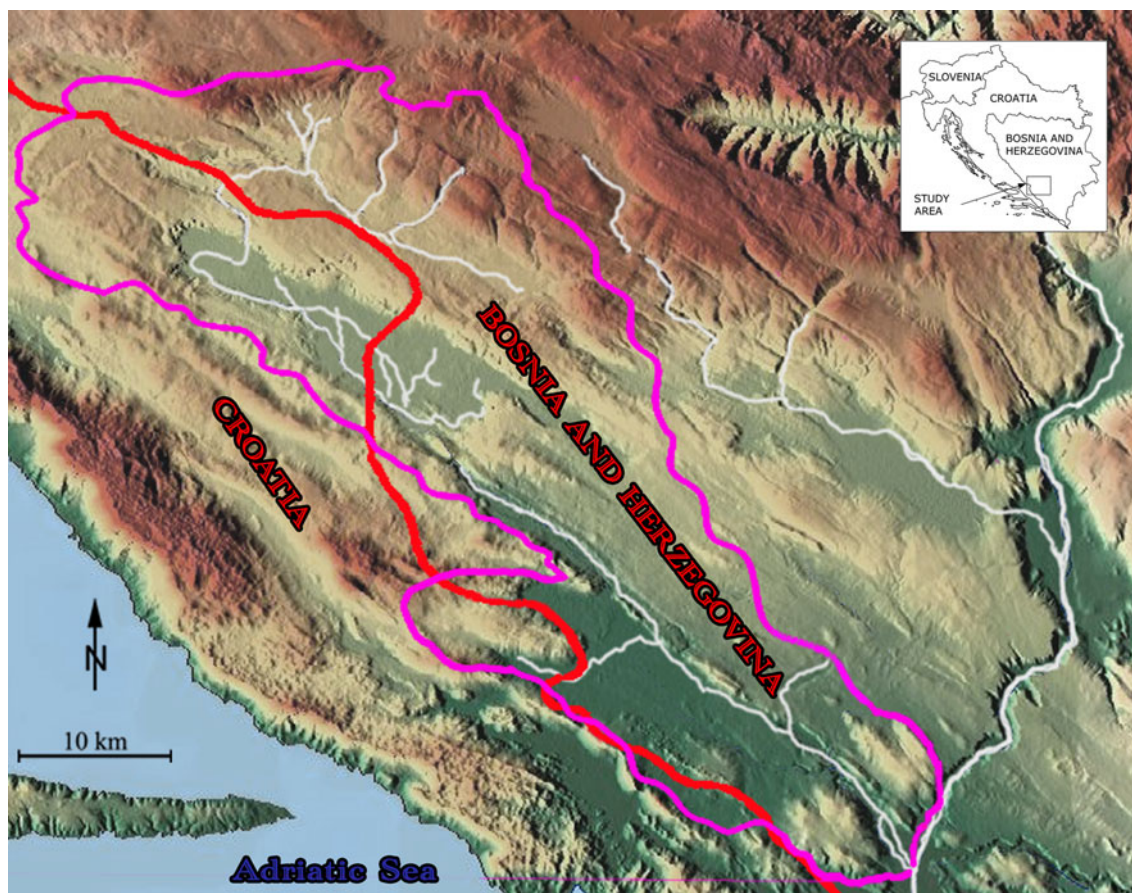 SLOVENIA
CROATIA
BOSNIA AND
HERZEGOVINA
STUDY
AREA
BOSNIA AND HERZEGOVINA
CROATIA
N
10 km
Adriatic Sea